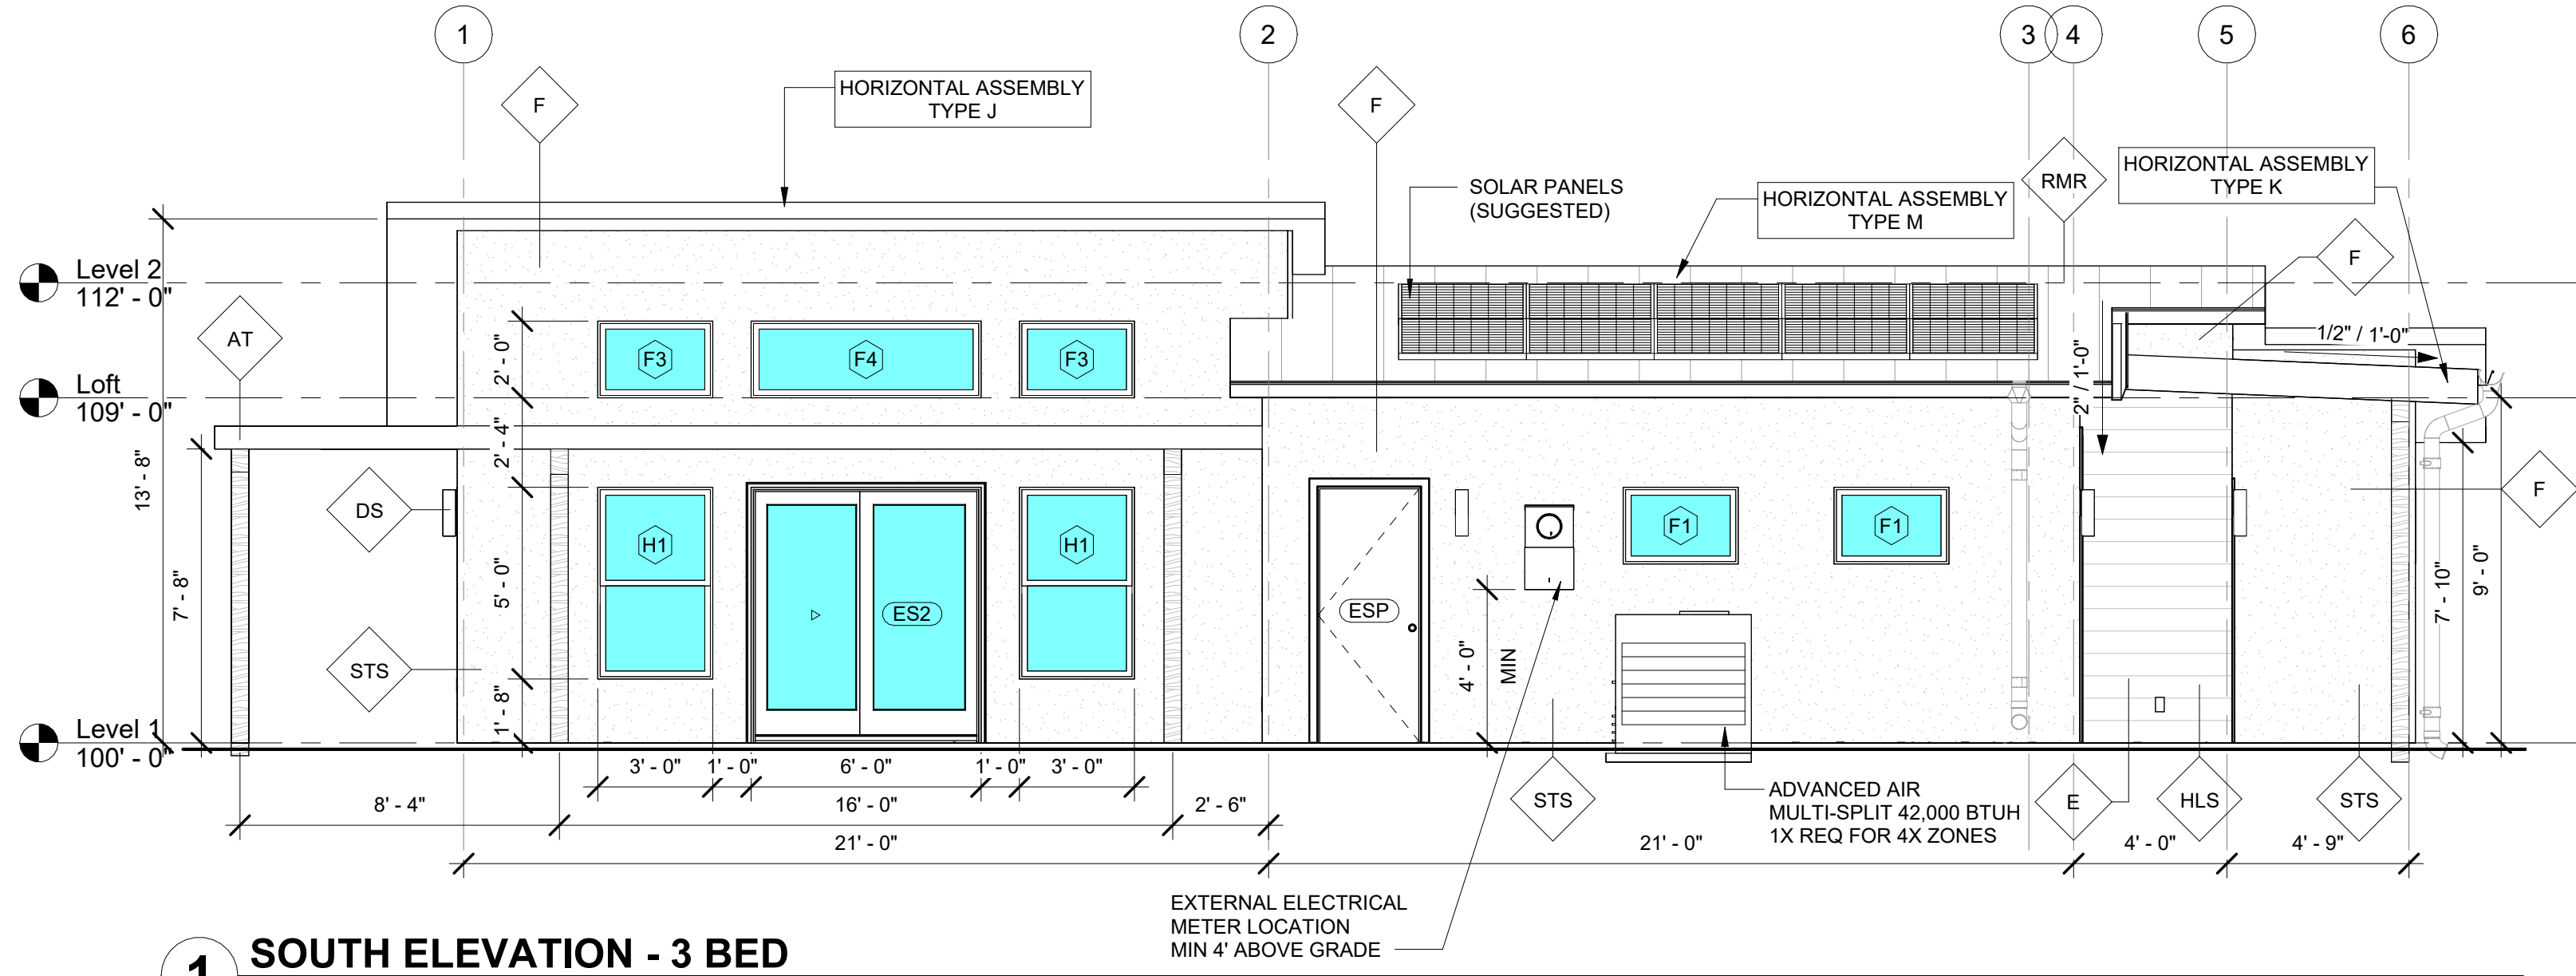 1
2
3
4
5
6
F
HORIZONTAL ASSEMBLY
TYPE J
F
SOLAR PANELS
(SUGGESTED)
HORIZONTAL ASSEMBLY
TYPE M
RMR
HORIZONTAL ASSEMBLY
TYPE K
F
Level 2
112' - 0"
AT
Loft
109' - 0"
13' - 8"
2' - 0"
2' - 4"
F3
F4
F3
2" / 1'-0"
1/2" / 1'-0"
DS
7' - 8"
5' - 0"
H1
ES2
H1
ESP
F1
F1
F
7' - 10"
9' - 0"
4' - 0"
MIN
STS
1' - 8"
Level 1
100' - 0"
3' - 0"
1' - 0"
6' - 0"
1' - 0"
3' - 0"
8' - 4"
16' - 0"
2' - 6"
STS
ADVANCED AIR
MULTI-SPLIT 42,000 BTUH
1X REQ FOR 4X ZONES
E
HLS
STS
21' - 0"
21' - 0"
4' - 0"
4' - 9"
EXTERNAL ELECTRICAL
METER LOCATION
MIN 4' ABOVE GRADE
1
SOUTH ELEVATION - 3 BED